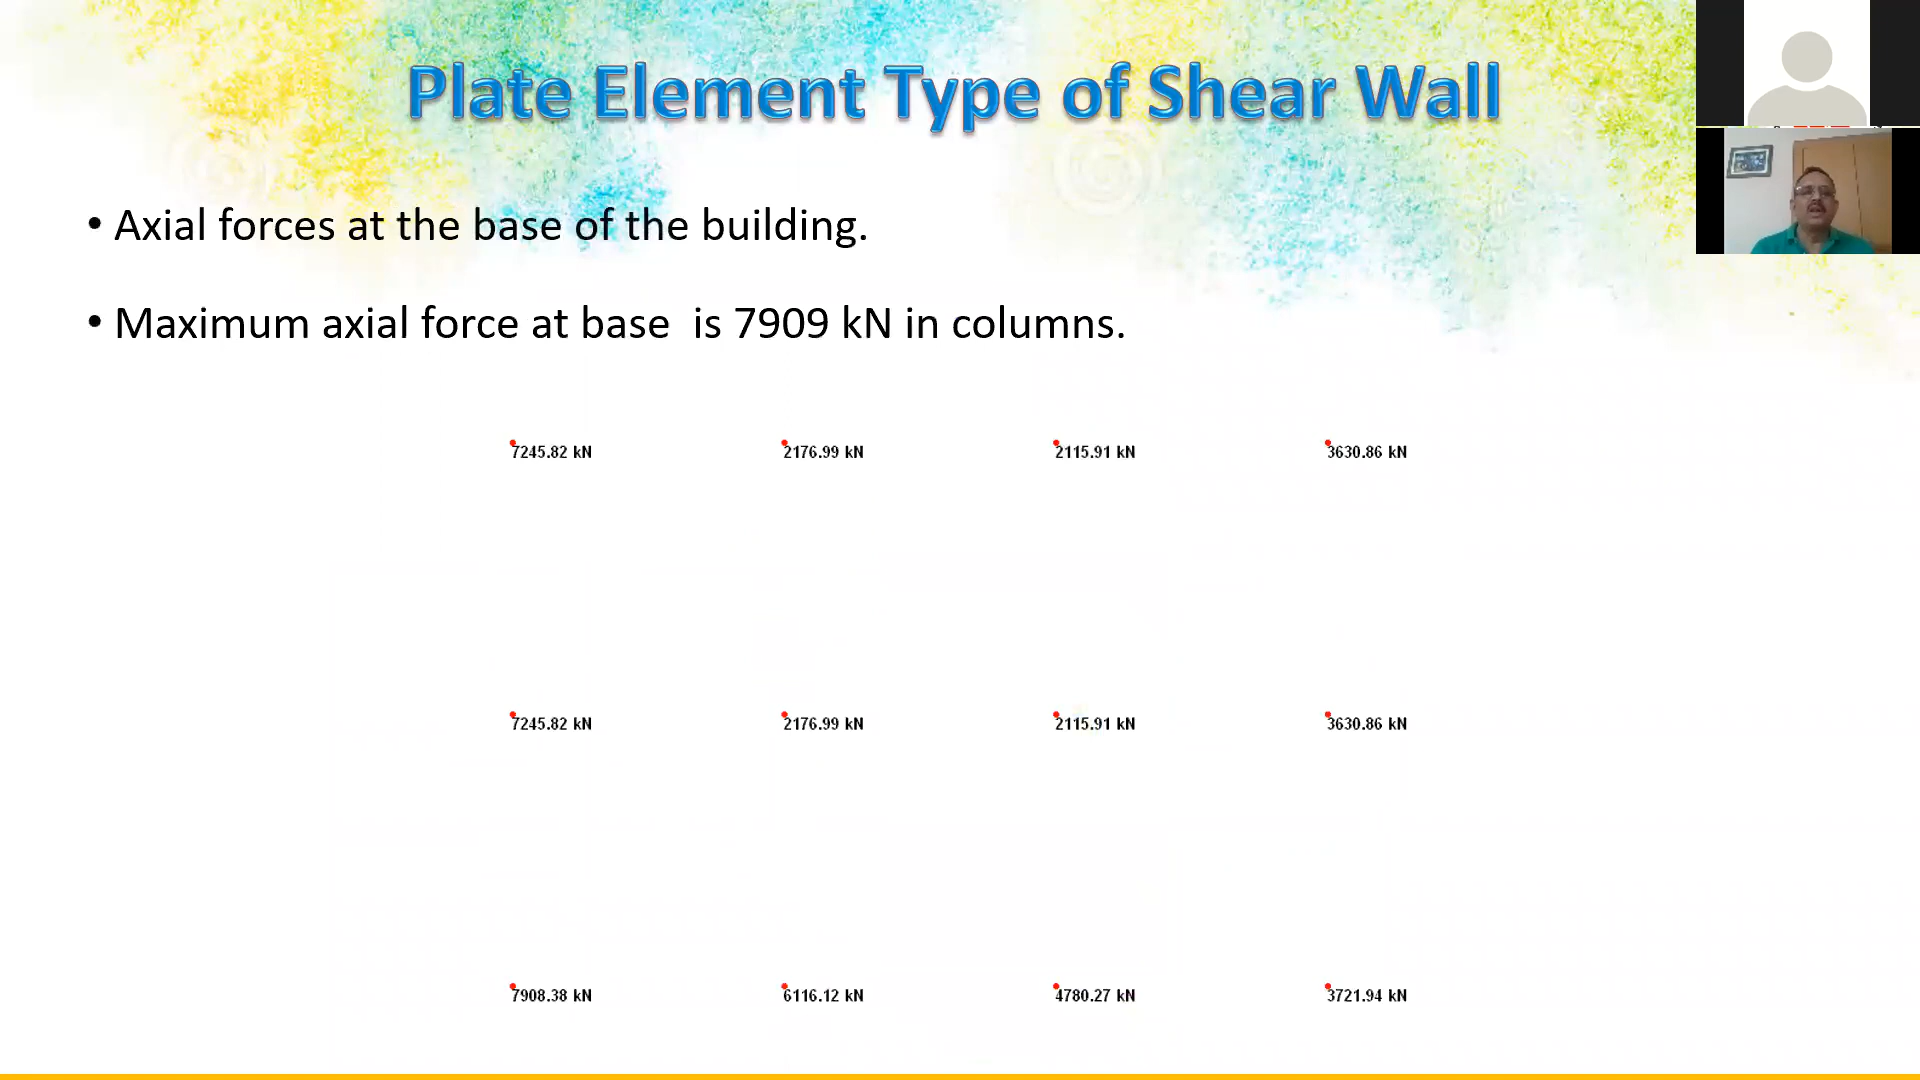 Plate Element Type of Shear Wall
• Axial forces at the base of the building.
• Maximum axial force at base is 7909 kN in columns.
7245.82 kN 2176.99 kN 2115.91 kN 3630.86 kN
7245.82 kN 2176.99 kN 2115.91 kN 3630.86 kN
7908.38 kN 6116.12 kN 4780.27 kN 3721.94 kN